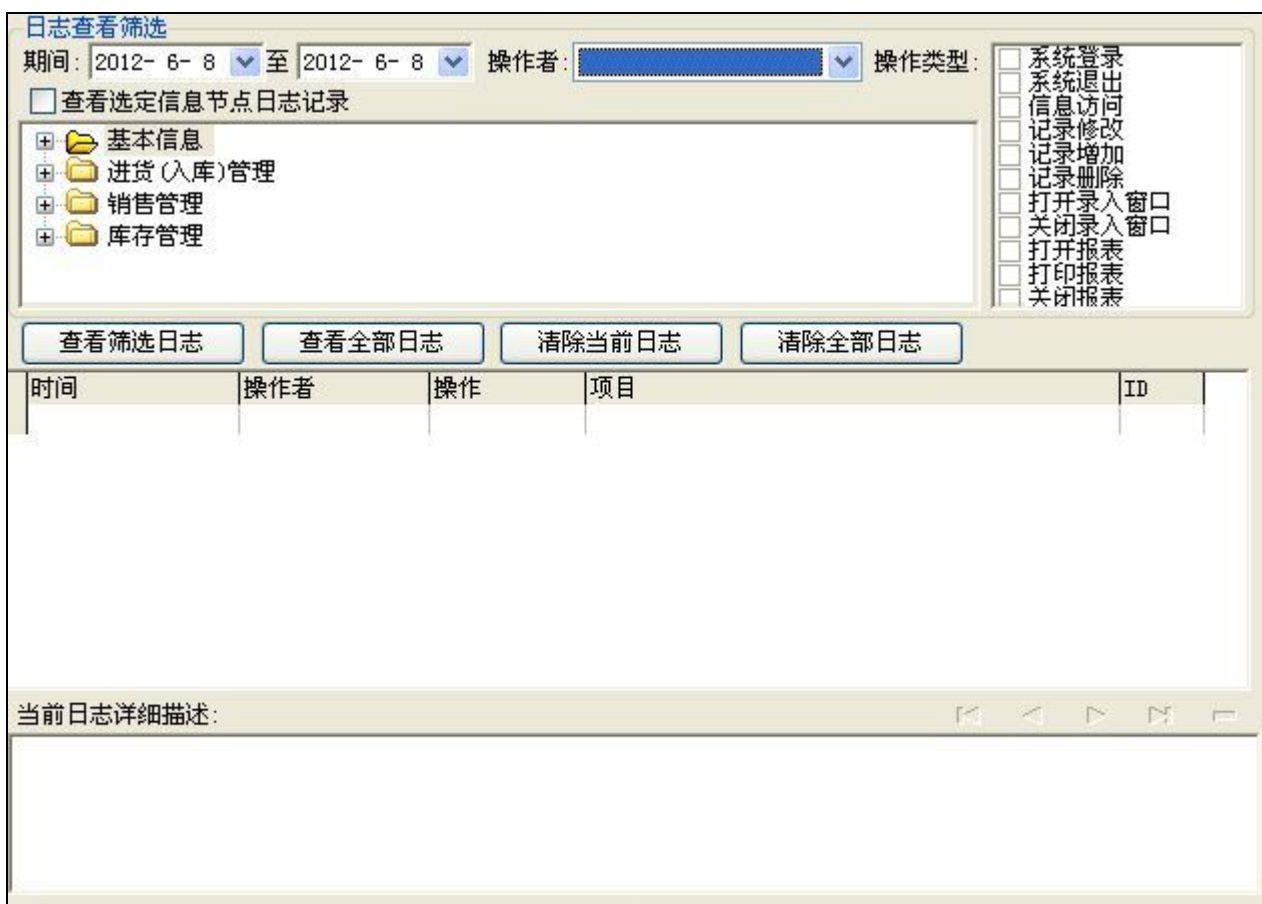 日志查看筛选
期间: 2012- 6- 8 至 2012- 6- 8 操作者: 操作类型:
系统登录
系统退出
信息访问
记录修改
记录增加
记录删除
打开录入窗口
关闭录入窗口
打开报表
打印报表
关闭报表
查看选定信息节点日志记录
基本信息
进货(入库)管理
销售管理
库存管理
查看筛选日志 查看全部日志 清除当前日志 清除全部日志
时间 操作者 操作 项目 ID
当前日志详细描述: